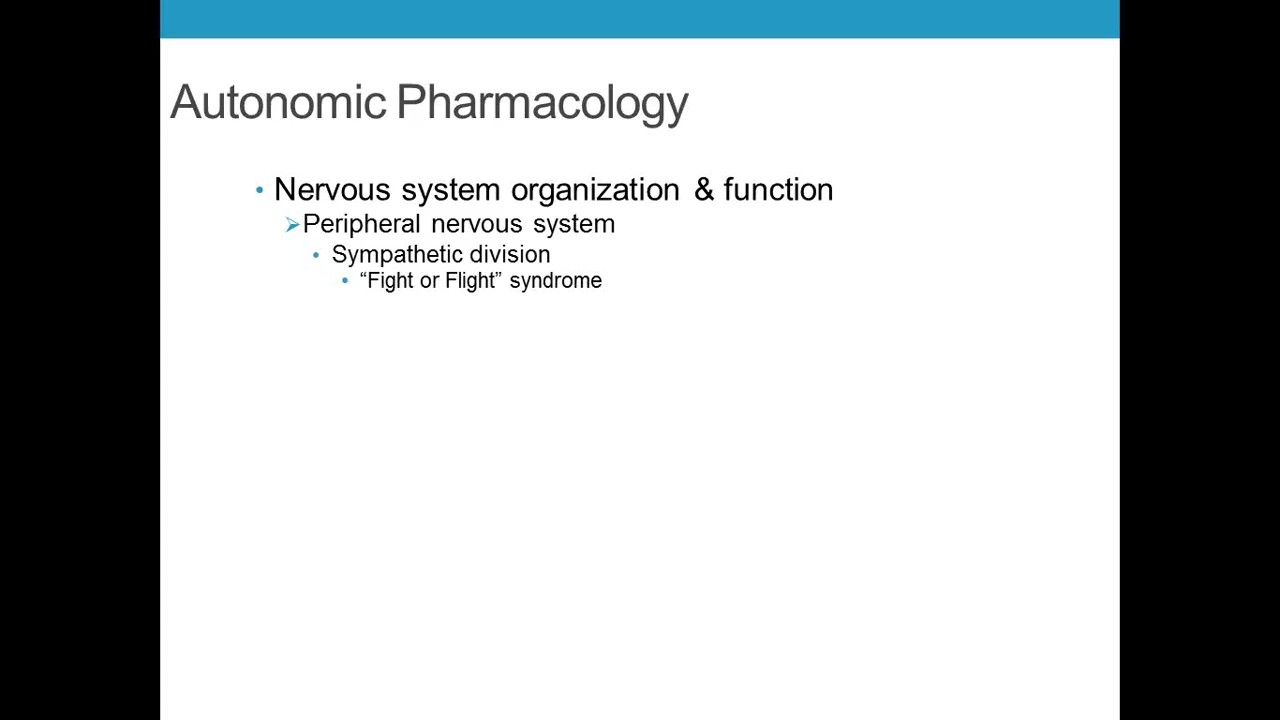 Autonomic Pharmacology
• Nervous system organization & function
➢Peripheral nervous system
• Sympathetic division
• “Fight or Flight” syndrome